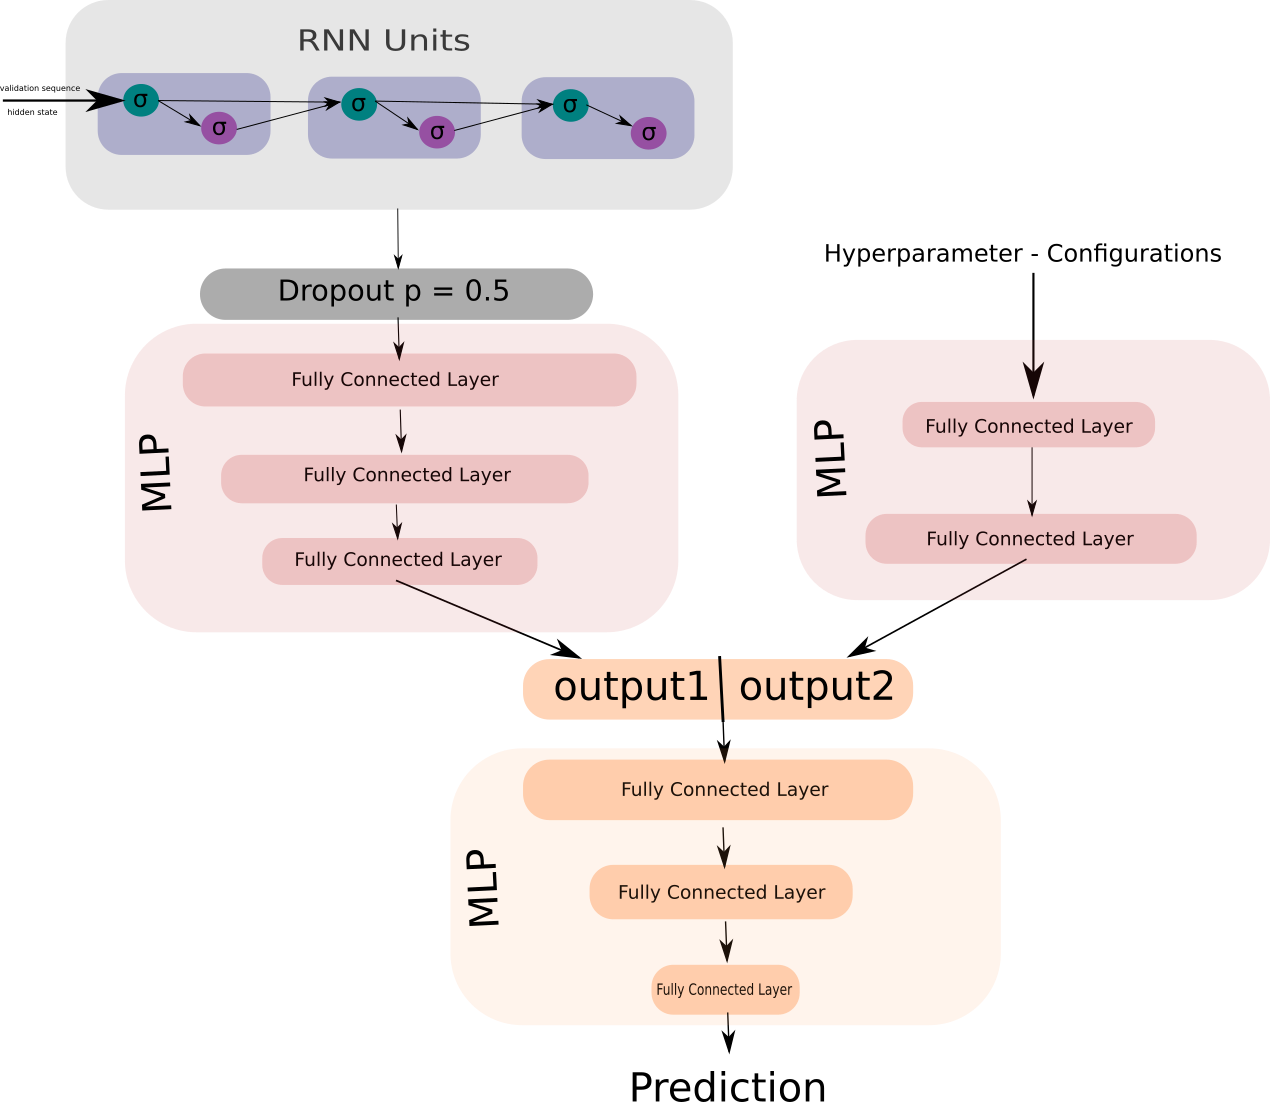 RNN Units
validation sequence
hidden state
σ
σ
σ
σ
σ
σ
Dropout p = 0.5
MLP
Fully Connected Layer
Fully Connected Layer
Fully Connected Layer
Hyperparameter - Configurations
MLP
Fully Connected Layer
Fully Connected Layer
output1 output2
MLP
Fully Connected Layer
Fully Connected Layer
Fully Connected Layer
Prediction